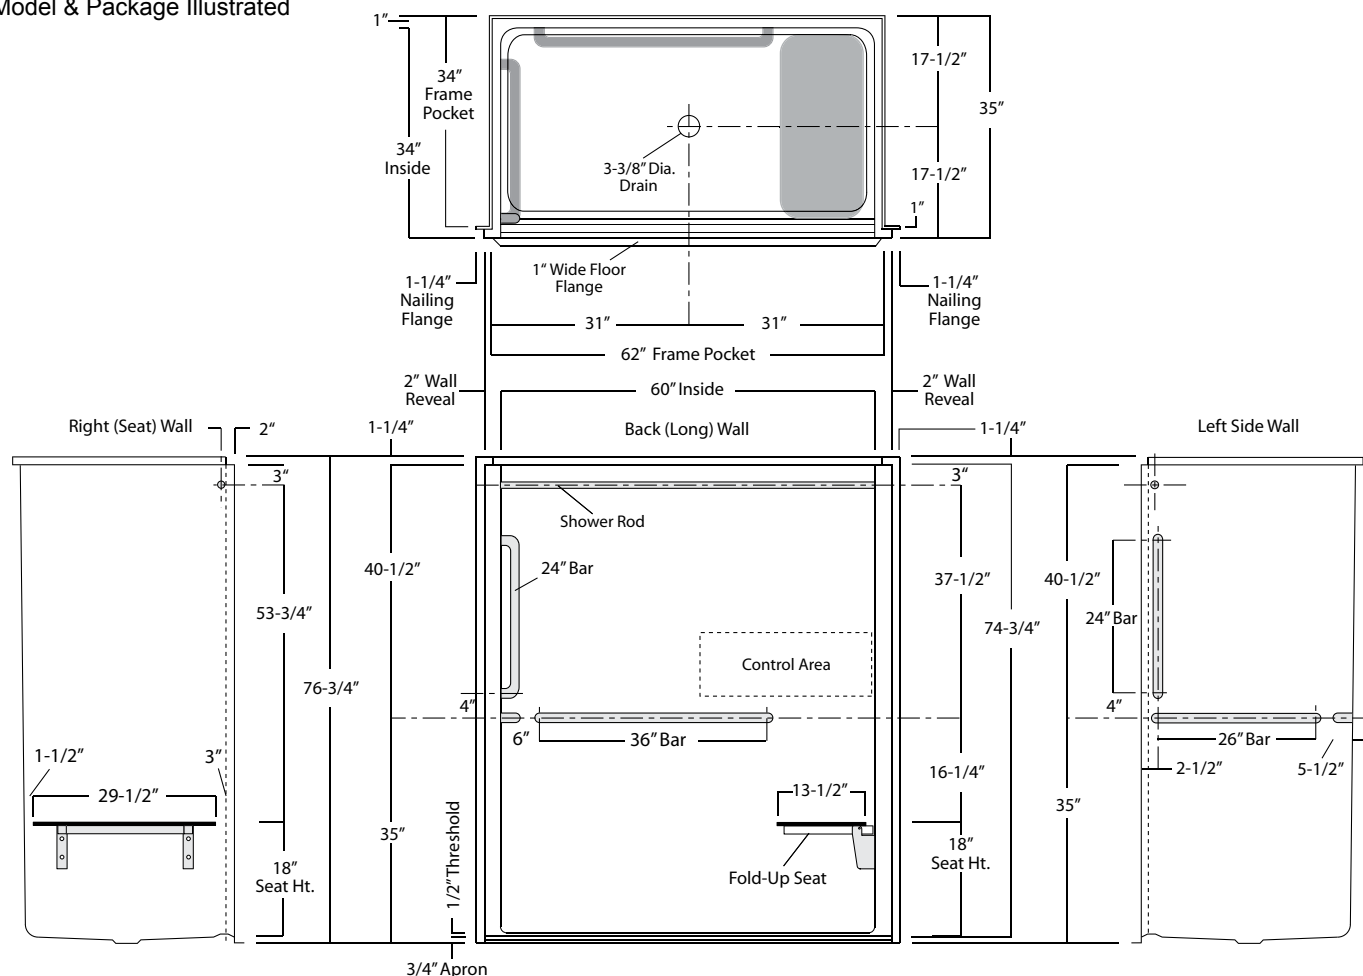 Model & Package Illustrated
1”
34”
Frame
Pocket
34”
Inside
3-3/8” Dia.
Drain
17-1/2”
35”
17-1/2”
1”
1-1/4”
Nailing
Flange
1“ Wide Floor
Flange
1-1/4”
Nailing
Flange
31”
31”
62” Frame Pocket
2” Wall
Reveal
60” Inside
2” Wall
Reveal
Right (Seat) Wall
2“
1-1/4”
Back (Long) Wall
1-1/4”
Left Side Wall
3“
3“
Shower Rod
40-1/2”
24” Bar
37-1/2”
40-1/2”
53-3/4”
24” Bar
74-3/4”
Control Area
76-3/4”
4”
4”
6”
36” Bar
26” Bar
1-1/2”
3”
2-1/2”
5-1/2”
16-1/4”
29-1/2”
13-1/2”
35”
35”
1/2” Threshold
18”
Seat Ht.
18”
Seat Ht.
Fold-Up Seat
3/4” Apron